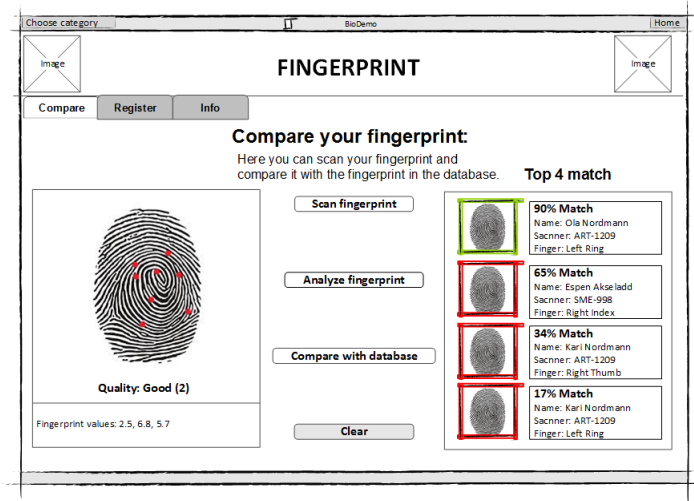 Choose category
BioDemo
Home
Image
FINGERPRINT
Image
Compare
Register
Info
Compare your fingerprint:
Here you can scan your fingerprint and
compare it with the fingerprint in the database.
Quality: Good (2)
Fingerprint values: 2.5, 6.8, 5.7
Scan fingerprint
Analyze fingerprint
Compare with database
Clear
Top 4 match
90% Match
Name: Ola Nordmann
Sacnner: ART-1209
Finger: Left Ring
65% Match
Name: Espen Akseladd
Sacnner: SME-998
Finger: Right Index
34% Match
Name: Kari Nordmann
Sacnner: ART-1209
Finger: Right Thumb
17% Match
Name: Kari Nordmann
Sacnner: ART-1209
Finger: Left Ring